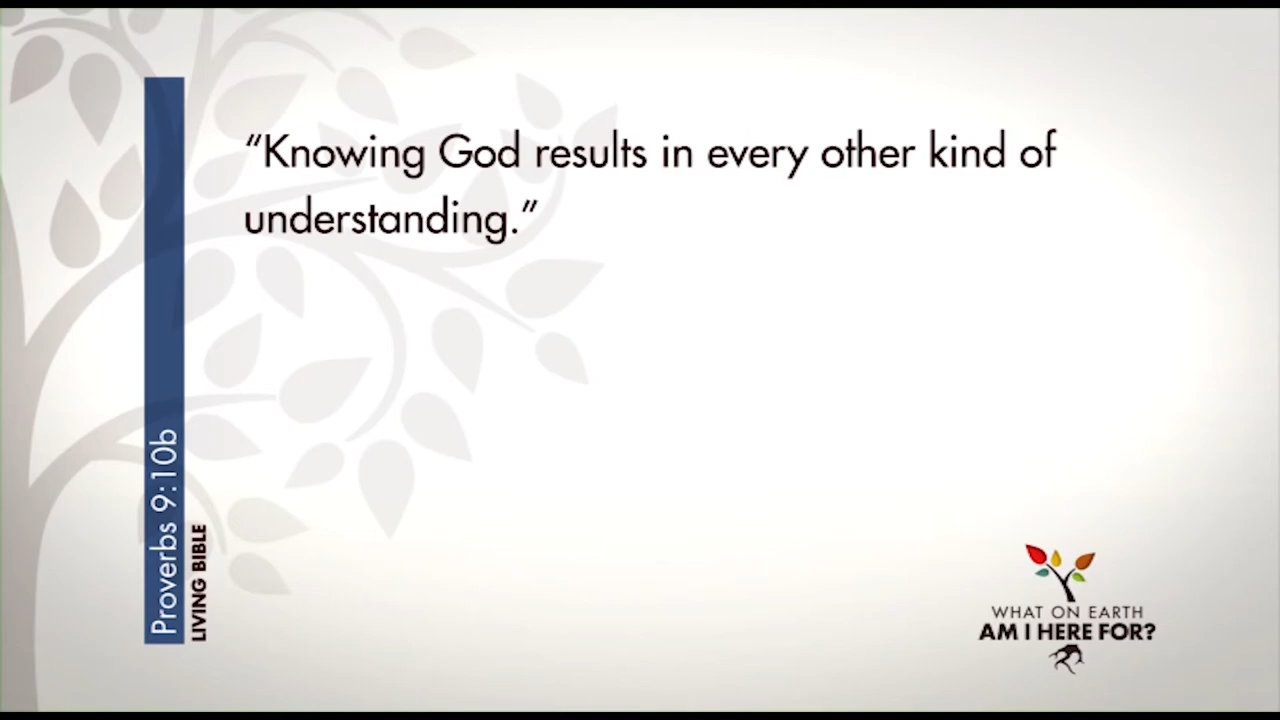 “Knowing God results in every other kind of
understanding.”
Proverbs 9:10b
LIVING BIBLE
WHAT ON EARTH
AM I HERE FOR?